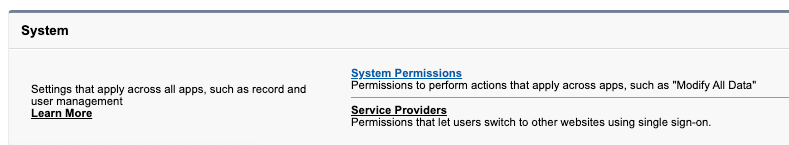 System
Settings that apply across all apps, such as record and
user management
Learn More
System Permissions
Permissions to perform actions that apply across apps, such as "Modify All Data"
Service Providers
Permissions that let users switch to other websites using single sign-on.